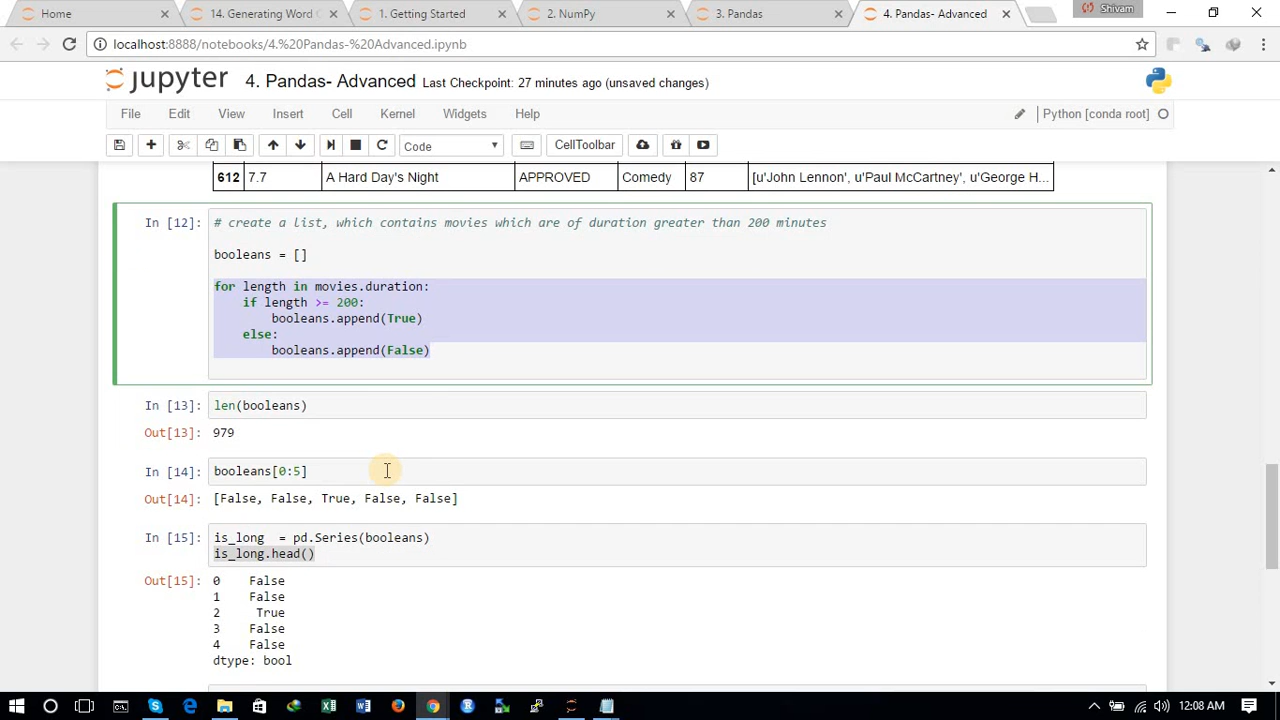 Home
14. Generating Word C
1. Getting Started
2. NumPy
3. Pandas
4. Pandas- Advanced
Shivam
localhost:8888/notebooks/4.%20Pandas-%20Advanced.ipynb
jupyter 4. Pandas- Advanced Last Checkpoint: 27 minutes ago (unsaved changes)
File Edit View Insert Cell Kernel Widgets Help Python [conda root]
Code CellToolbar
612 7.7 A Hard Day's Night APPROVED Comedy 87 [u'John Lennon', u'Paul McCartney', u'George H...
In [12]: # create a list, which contains movies which are of duration greater than 200 minutes
booleans = []
for length in movies.duration:
    if length >= 200:
        booleans.append(True)
    else:
        booleans.append(False)
In [13]: len(booleans)
Out[13]: 979
In [14]: booleans[0:5]
Out[14]: [False, False, True, False, False]
In [15]: is_long  = pd.Series(booleans)
is_long.head()
Out[15]: 0    False
1    False
2     True
3    False
4    False
dtype: bool
12:08 AM